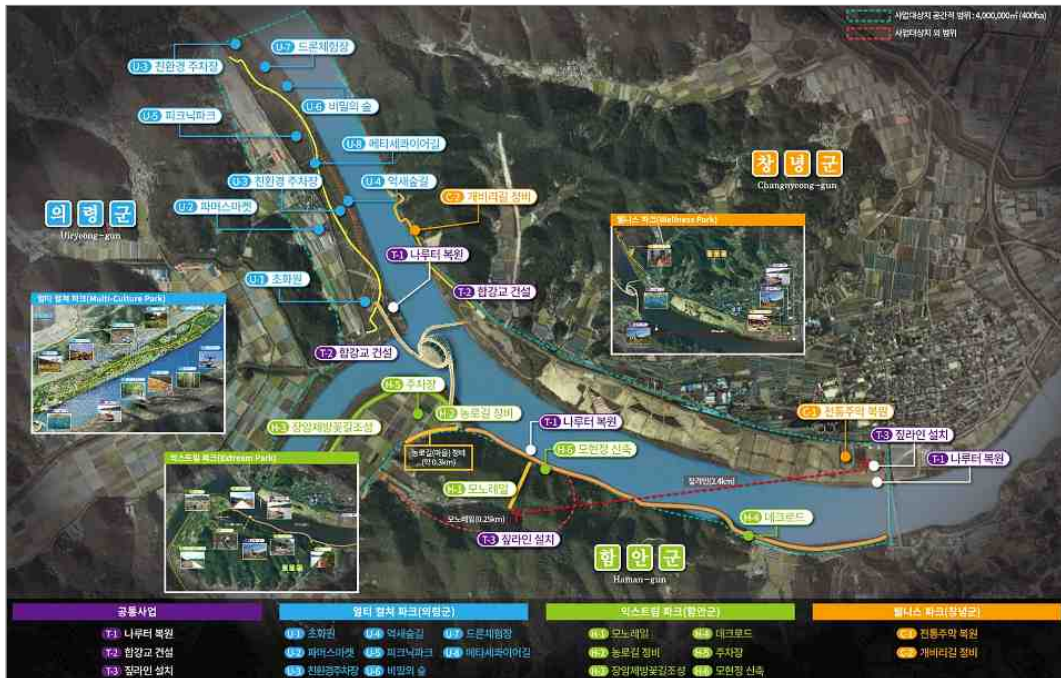 사업대상지 공간적 범위 : 4,000,000㎡ (400ha)
사업대상지 외 범위
U-7 드론체험장
U-3 친환경 주차장
U-6 비밀의 숲
U-5 피크닉파크
U-8 메타세콰이어길
U-3 친환경 주차장
U-4 억새숲길
C-2 개비리길 정비
U-2 파머스마켓
창녕군
Changnyeong-gun
의령군
Uiryeong-gun
웰니스 파크(Wellness Park)
T-1 나루터 복원
U-1 초화원
T-2 합강교 건설
멀티 컬쳐 파크(Multi-Culture Park)
T-2 합강교 건설
H-5 주차장
H-2 농로길 정비
H-3 장암제방꽃길조성
농로길(마을) 정비
(약 0.3km)
T-1 나루터 복원
H-6 모현정 신축
C-1 전통주막 복원
T-3 짚라인 설치
T-1 나루터 복원
익스트림 파크(Extream Park)
H-1 모노레일
짚라인(1.4km)
모노레일(0.25km)
T-3 짚라인 설치
H-4 데크로드
함안군
Haman-gun
공통사업
T-1 나루터 복원
T-2 합강교 건설
T-3 짚라인 설치
멀티 컬쳐 파크(의령군)
U-1 초화원
U-4 억새숲길
U-7 드론체험장
U-2 파머스마켓
U-5 피크닉파크
U-8 메타세콰이어길
U-3 친환경주차장
U-6 비밀의 숲
익스트림 파크(함안군)
H-1 모노레일
H-4 데크로드
H-2 농로길 정비
H-5 주차장
H-3 장암제방꽃길조성
H-6 모현정 신축
웰니스 파크(창녕군)
C-1 전통주막 복원
C-2 개비리길 정비